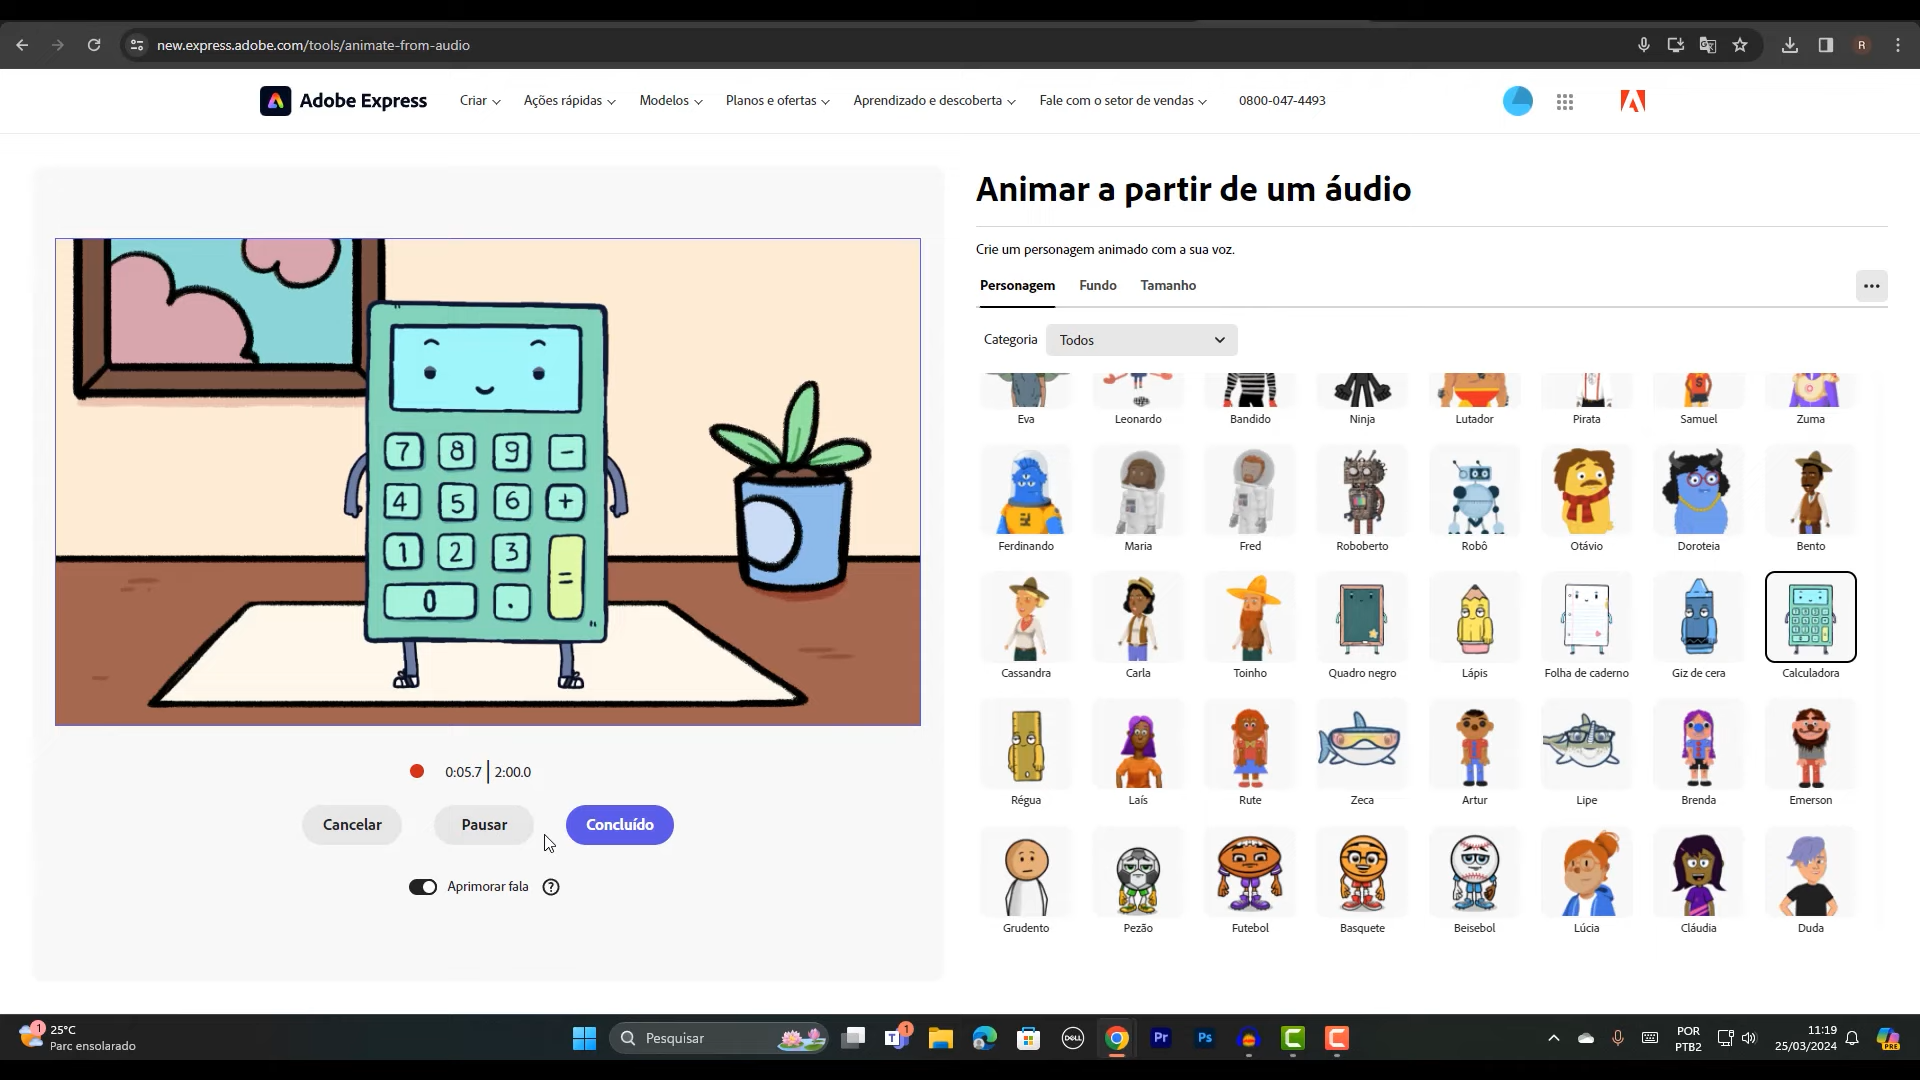 new.express.adobe.com/tools/animate-from-audio
R
Adobe Express
Criar
Ações rápidas
Modelos
Planos e ofertas
Aprendizado e descoberta
Fale com o setor de vendas
0800-047-4493
Animar a partir de um áudio
Crie um personagem animado com a sua voz.
Personagem
Fundo
Tamanho
Categoria
Todos
Eva
Leonardo
Bandido
Ninja
Lutador
Pirata
Samuel
Zuma
Ferdinando
Maria
Fred
Roboberto
Robô
Otávio
Doroteia
Bento
Cassandra
Carla
Toinho
Quadro negro
Lápis
Folha de caderno
Giz de cera
Calculadora
Régua
Laís
Rute
Zeca
Artur
Lipe
Brenda
Emerson
Grudento
Pezão
Futebol
Basquete
Beisebol
Lúcia
Cláudia
Duda
7 8 9 -
4 5 6 +
1 2 3 =
0 .
0:05.7 | 2:00.0
Cancelar
Pausar
Concluído
Aprimorar fala ?
1
25°C
Parc ensolarado
Pesquisar
T
1
DELL
Pr
Ps
C
C
POR
PTB2
11:19
25/03/2024
PRE